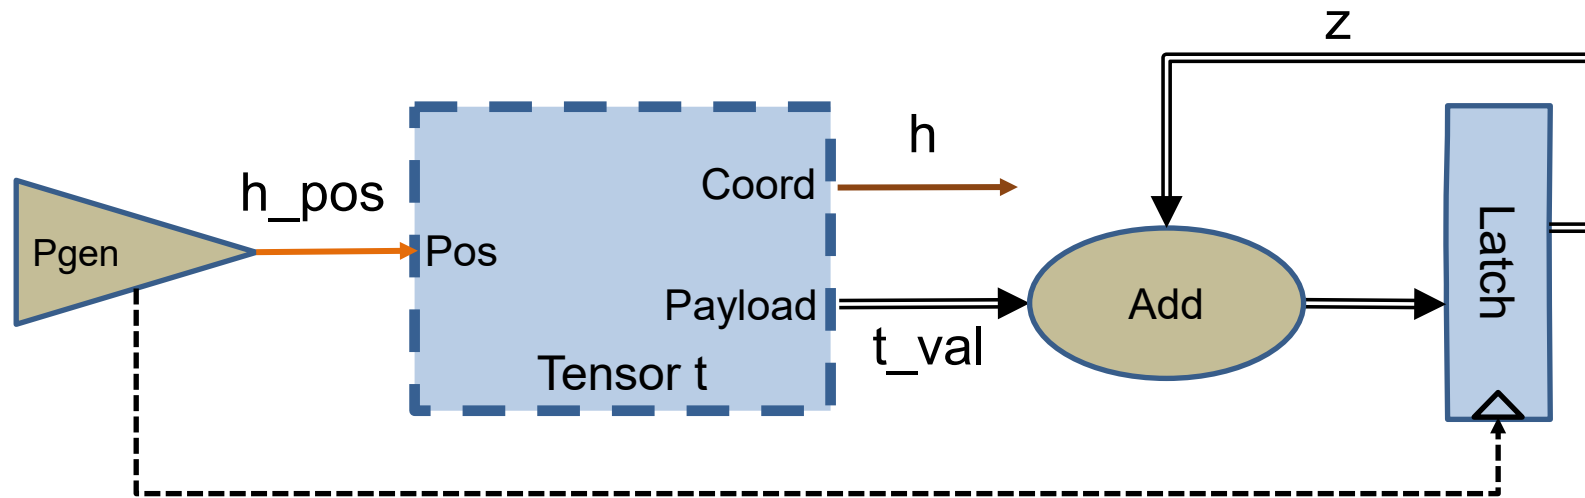 z
h
h_pos
Coord
Pgen
Pos
Payload
Add
Latch
t_val
Tensor t